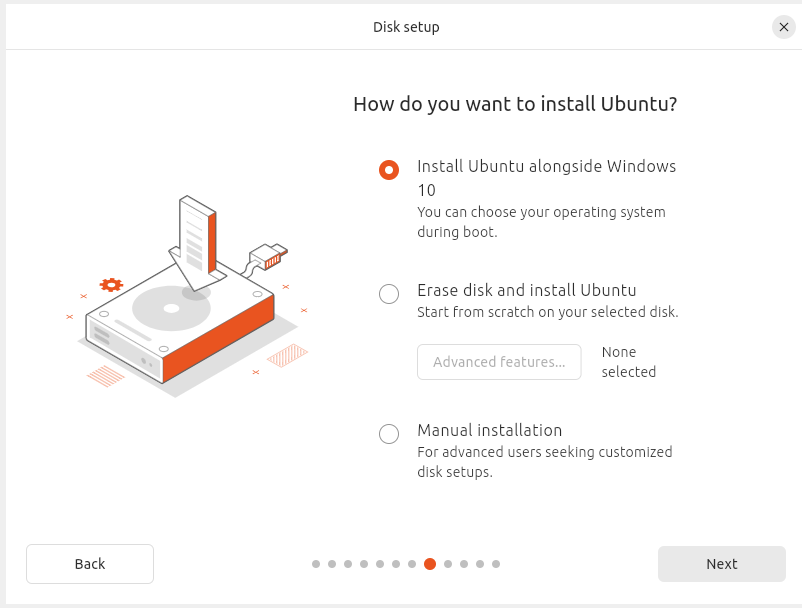 Disk setup
How do you want to install Ubuntu?
Install Ubuntu alongside Windows
10
You can choose your operating system
during boot.
Erase disk and install Ubuntu
Start from scratch on your selected disk.
Advanced features...
None
selected
Manual installation
For advanced users seeking customized
disk setups.
Back
Next